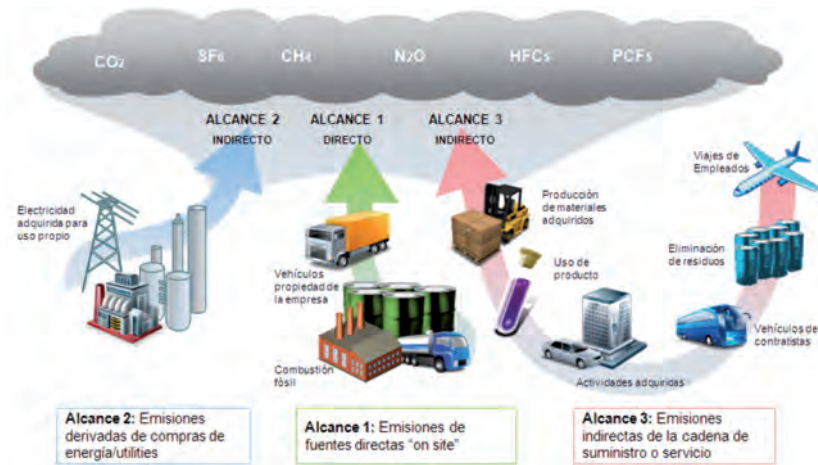 CO2
SF6
CH4
N2O
HFCs
PCFs
ALCANCE 2
INDIRECTO
ALCANCE 1
DIRECTO
ALCANCE 3
INDIRECTO
Electricidad
adquirida para
uso propio
Vehículos
propiedad de
la empresa
Combustión
fósil
Producción
de materiales
adquiridos
Uso de
producto
Actividades adquiridas
Viajes de
Empleados
Eliminación
de residuos
Vehículos de
contratistas
Alcance 2: Emisiones
derivadas de compras de
energía/utilities
Alcance 1: Emisiones de
fuentes directas "on site"
Alcance 3: Emisiones
indirectas de la cadena de
suministro o servicio